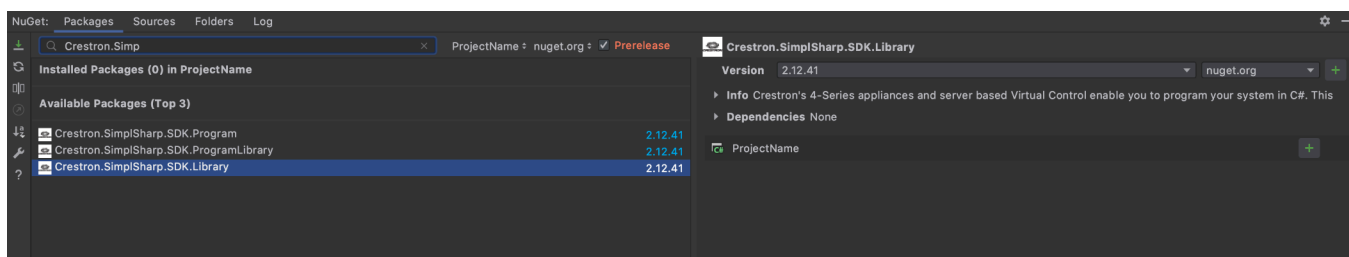 NuGet: Packages Sources Folders Log
Crestron.Simp
ProjectName nuget.org Prerelease
Installed Packages (0) in ProjectName
Available Packages (Top 3)
Crestron.SimplSharp.SDK.Program 2.12.41
Crestron.SimplSharp.SDK.ProgramLibrary 2.12.41
Crestron.SimplSharp.SDK.Library 2.12.41
Crestron.SimplSharp.SDK.Library
Version 2.12.41 nuget.org
Info Crestron's 4-Series appliances and server based Virtual Control enable you to program your system in C#. This
Dependencies None
C# ProjectName